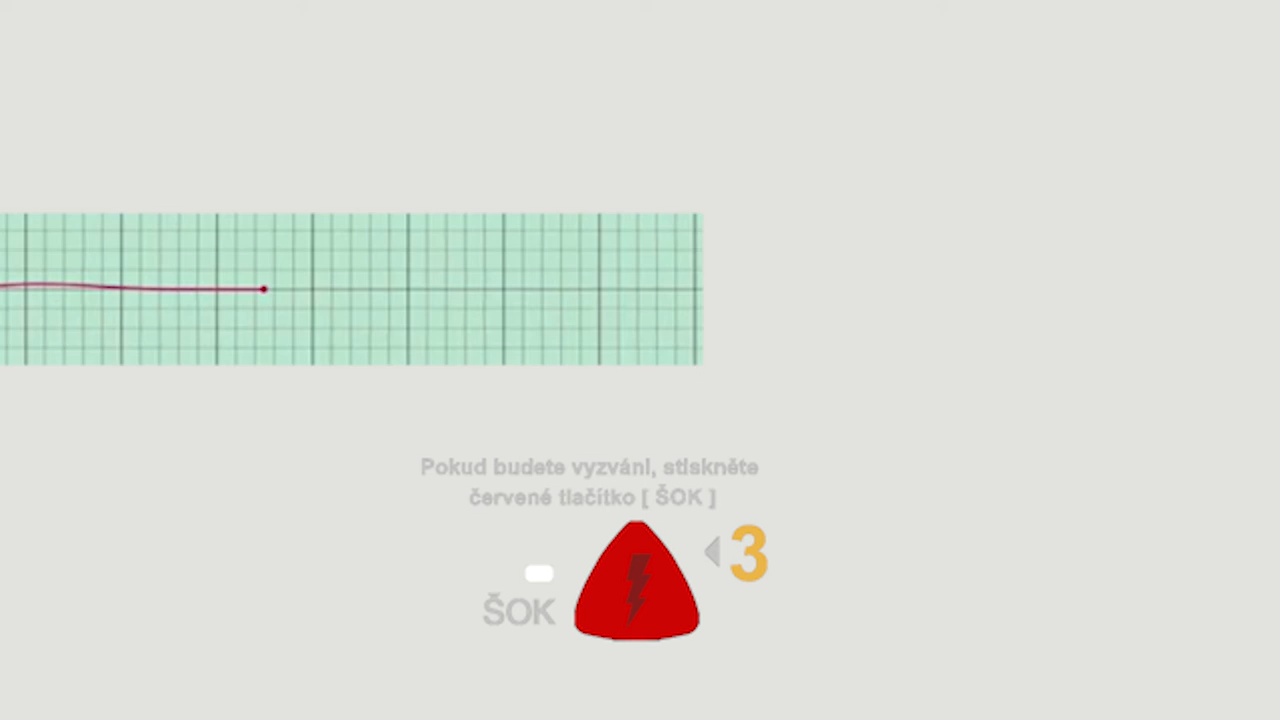 Pokud budete vyzváni, stiskněte
červené tlačítko [ ŠOK ]
3
ŠOK